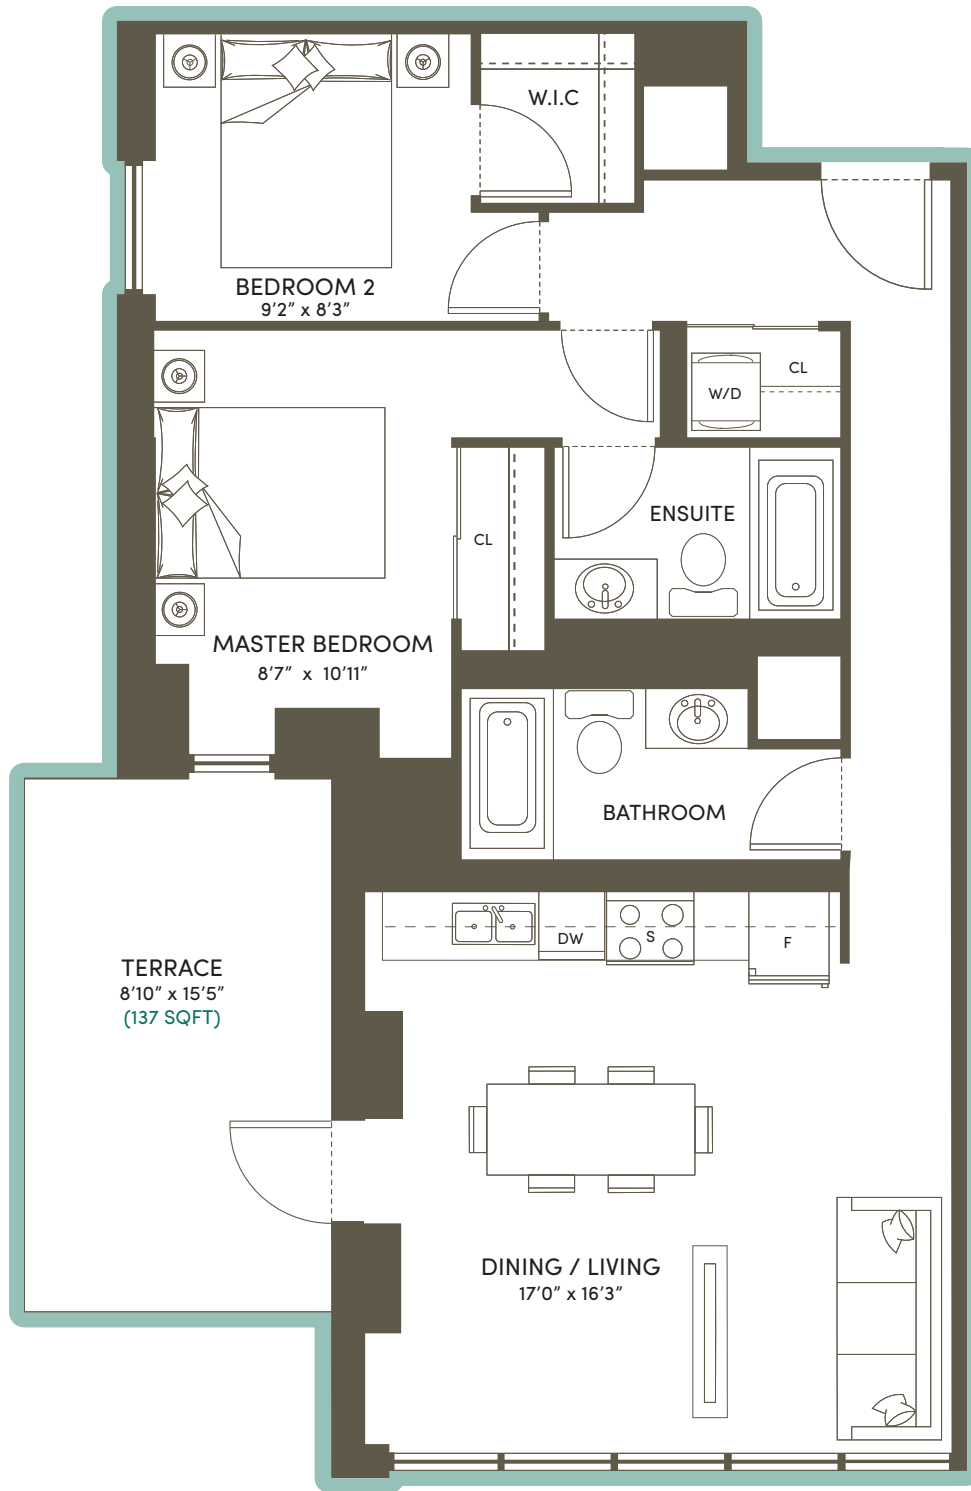 W.I.C
BEDROOM 2
9'2" x 8'3"
W/D
CL
ENSUITE
CL
MASTER BEDROOM
8'7" x 10'11"
BATHROOM
DW
S
F
TERRACE
8'10" x 15'5"
(137 SQFT)
DINING / LIVING
17'0" x 16'3"